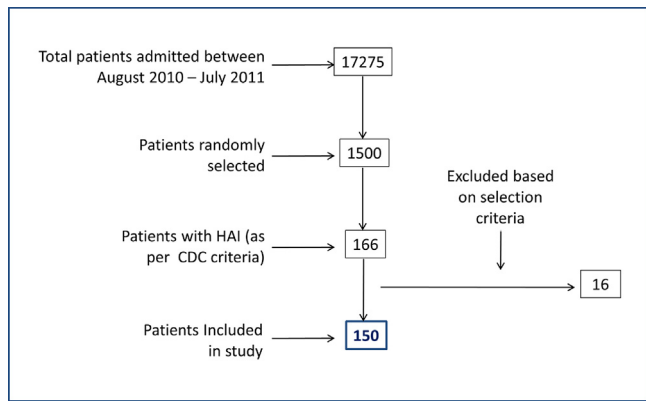 Total patients admitted between
August 2010 – July 2011
17275
Patients randomly
selected
1500
Excluded based
on selection
criteria
Patients with HAI (as
per CDC criteria)
166
16
Patients Included
in study
150